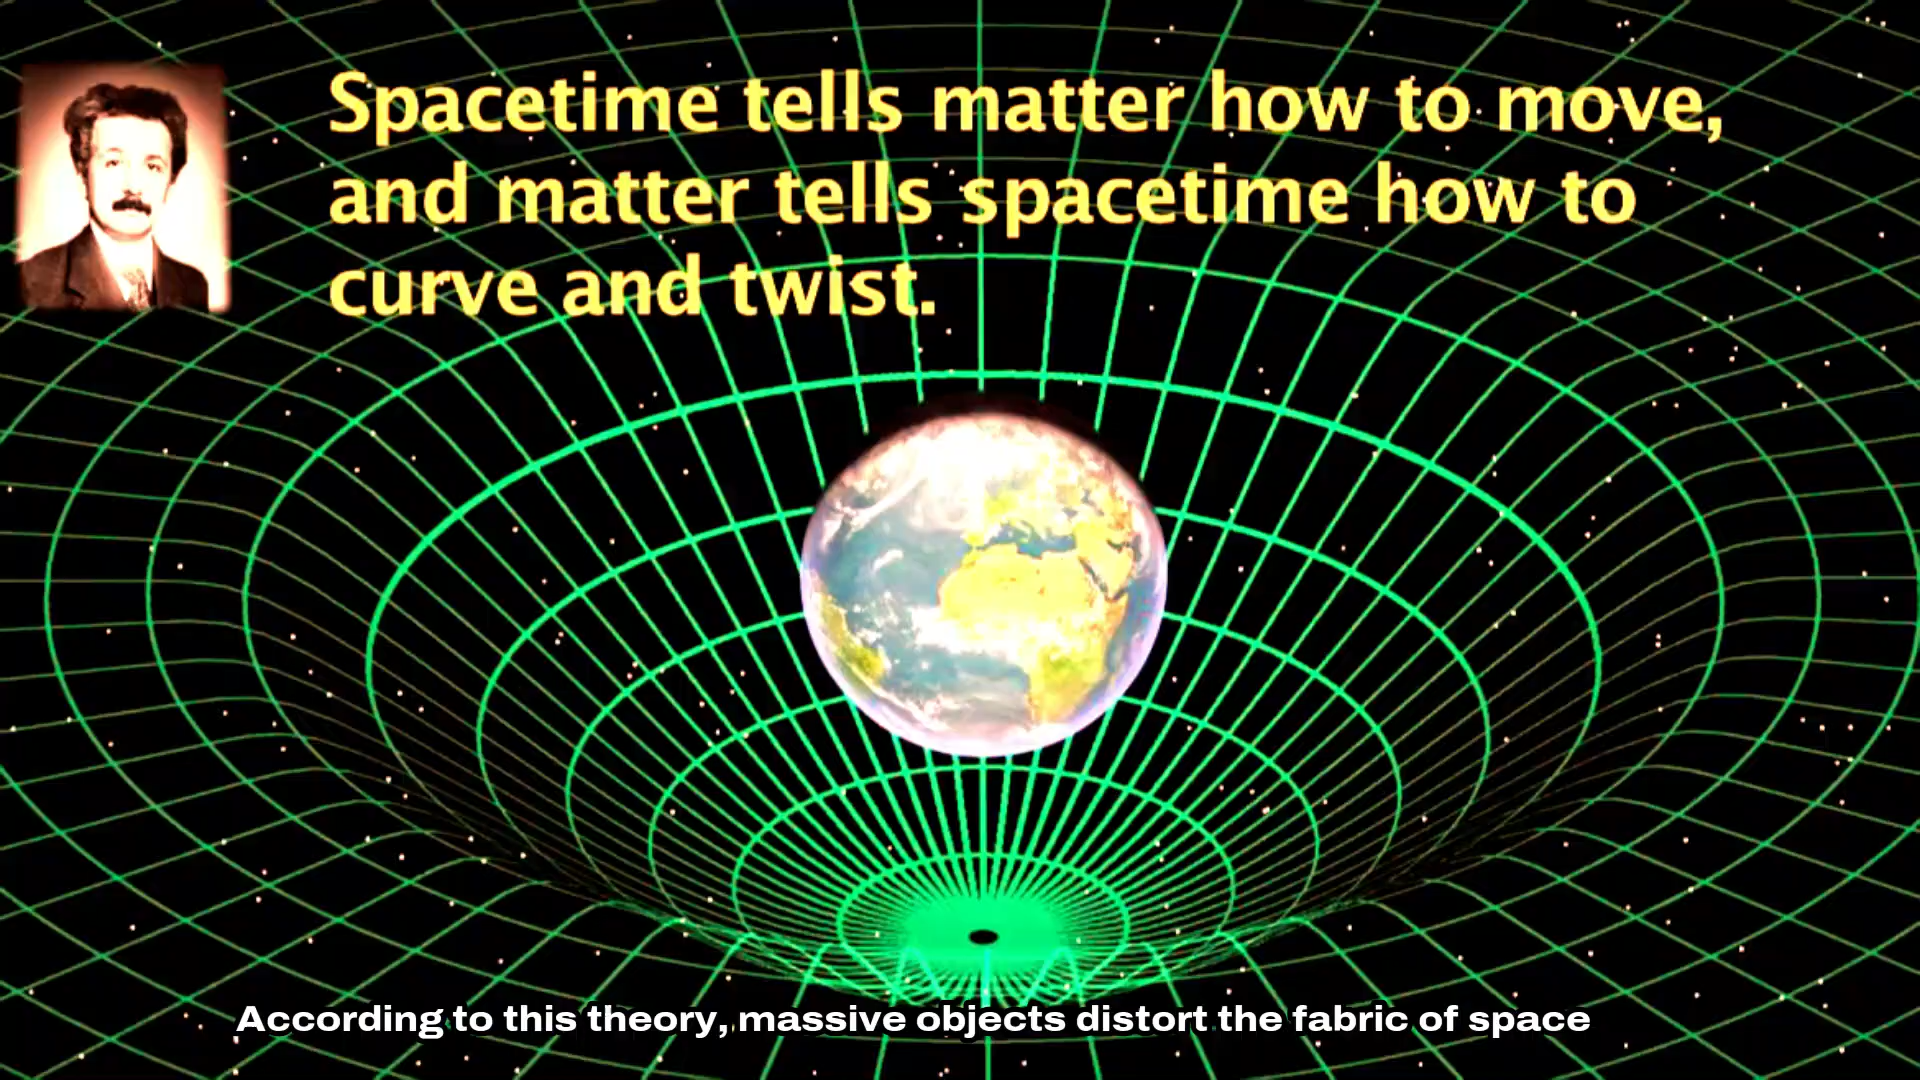 Spacetime tells matter how to move,
and matter tells spacetime how to
curve and twist.
According to this theory, massive objects distort the fabric of space